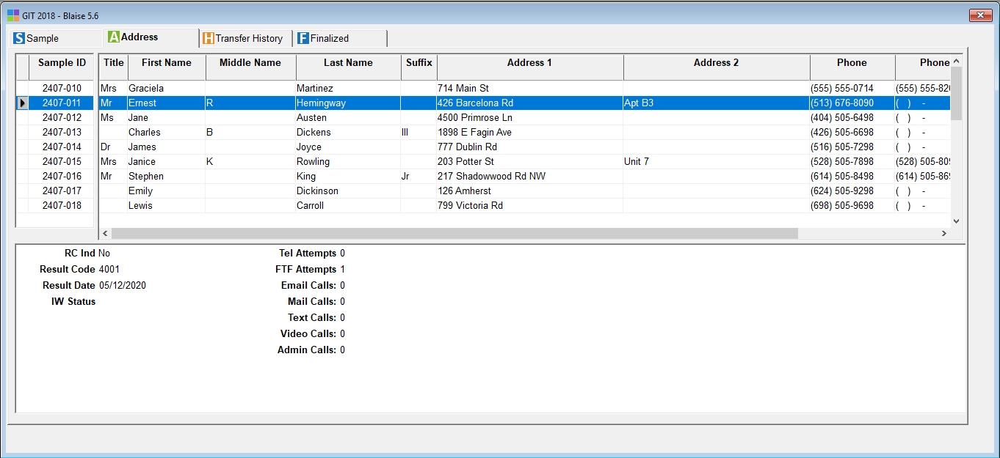 GIT 2018 - Blaise 5.6
S Sample A Address H Transfer History F Finalized
Sample ID Title First Name Middle Name Last Name Suffix Address 1 Address 2 Phone Phone
2407-010 Mrs Graciela Martinez 714 Main St (555) 555-0714 (555) 555-820
2407-011 Mr Ernest R Hemingway 426 Barcelona Rd Apt B3 (513) 676-8090 ( ) -
2407-012 Ms Jane Austen 4500 Primrose Ln (404) 505-6498 ( ) -
2407-013 Charles B Dickens III 1898 E Fagin Ave (426) 505-6698 ( ) -
2407-014 Dr James Joyce 777 Dublin Rd (516) 505-7298 ( ) -
2407-015 Mrs Janice K Rowling 203 Potter St Unit 7 (528) 505-7898 (528) 505-809
2407-016 Mr Stephen King Jr 217 Shadowwood Rd NW (614) 505-8498 (614) 505-869
2407-017 Emily Dickinson 126 Amherst (624) 505-9298 ( ) -
2407-018 Lewis Carroll 799 Victoria Rd (698) 505-9698 ( ) -
RC Ind No Tel Attempts 0
Result Code 4001 FTF Attempts 1
Result Date 05/12/2020 Email Calls: 0
IW Status Mail Calls: 0
Text Calls: 0
Video Calls: 0
Admin Calls: 0